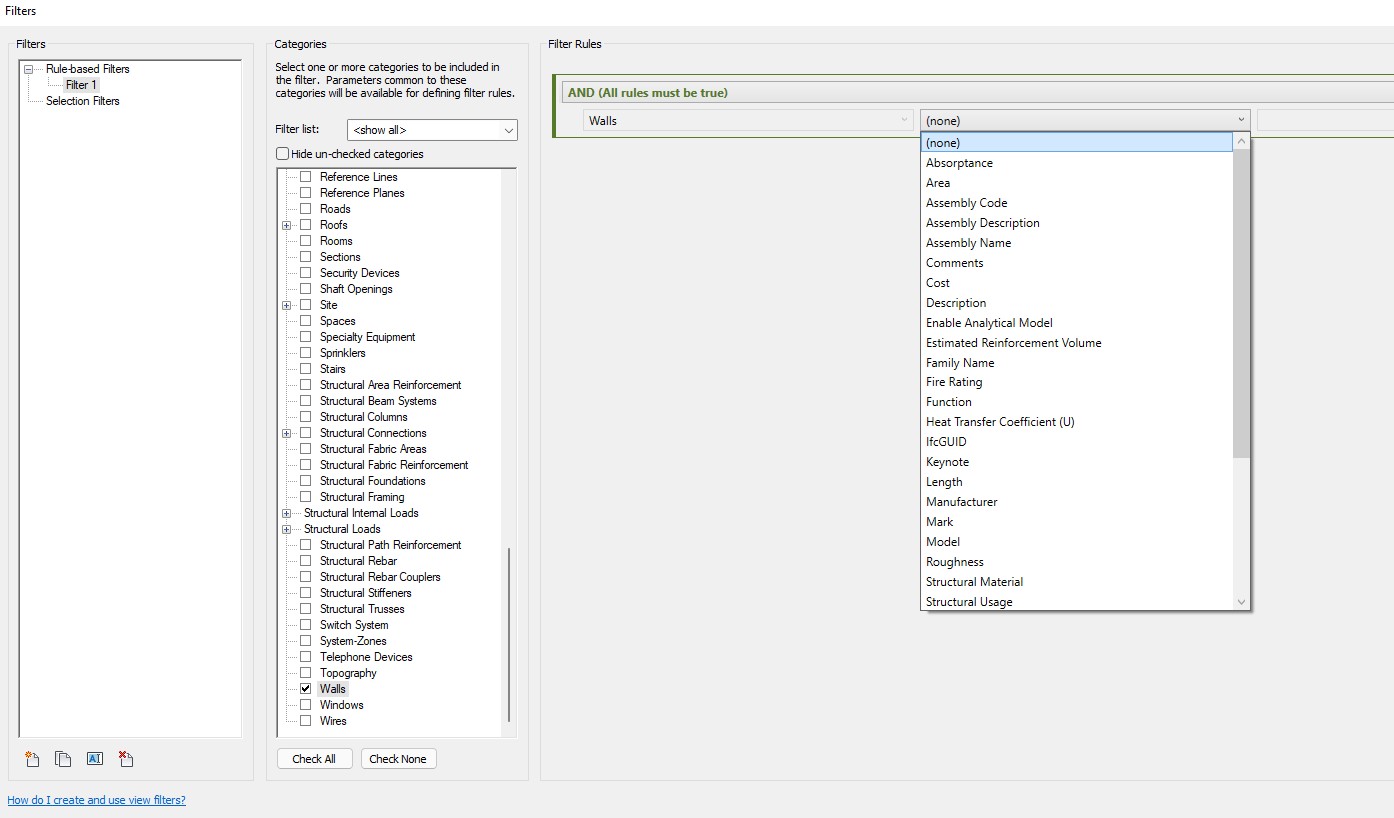 Filters
Filters
Rule-based Filters
Filter 1
Selection Filters
How do I create and use view filters?
Categories
Select one or more categories to be included in
the filter. Parameters common to these
categories will be available for defining filter rules.
Filter list:
<show all>
Hide un-checked categories
Reference Lines
Reference Planes
Roads
Roofs
Rooms
Sections
Security Devices
Shaft Openings
Site
Spaces
Specialty Equipment
Sprinklers
Stairs
Structural Area Reinforcement
Structural Beam Systems
Structural Columns
Structural Connections
Structural Fabric Areas
Structural Fabric Reinforcement
Structural Foundations
Structural Framing
Structural Internal Loads
Structural Loads
Structural Path Reinforcement
Structural Rebar
Structural Rebar Couplers
Structural Stiffeners
Structural Trusses
Switch System
System-Zones
Telephone Devices
Topography
Walls
Windows
Wires
Check All
Check None
Filter Rules
AND (All rules must be true)
Walls
(none)
(none)
Absorptance
Area
Assembly Code
Assembly Description
Assembly Name
Comments
Cost
Description
Enable Analytical Model
Estimated Reinforcement Volume
Family Name
Fire Rating
Function
Heat Transfer Coefficient (U)
IfcGUID
Keynote
Length
Manufacturer
Mark
Model
Roughness
Structural Material
Structural Usage